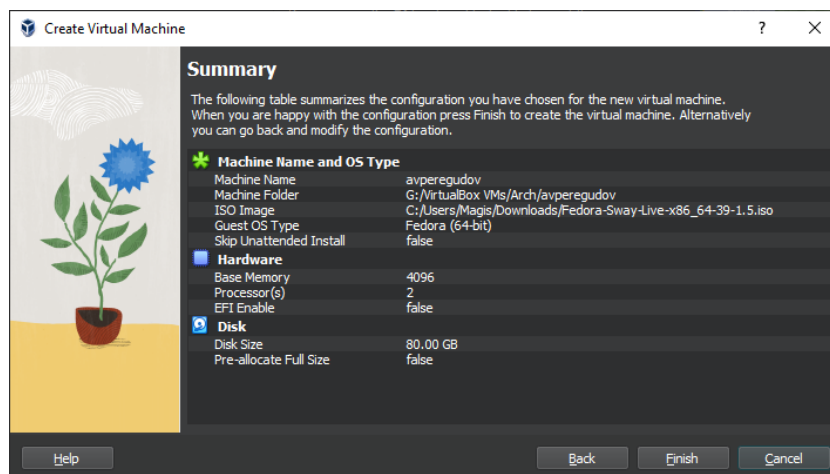 Create Virtual Machine
Summary
The following table summarizes the configuration you have chosen for the new virtual machine.
When you are happy with the configuration press Finish to create the virtual machine. Alternatively
you can go back and modify the configuration.
Machine Name and OS Type
Machine Name avperegudov
Machine Folder G:/VirtualBox VMs/Arch/avperegudov
ISO Image C:/Users/Magis/Downloads/Fedora-Sway-Live-x86_64-39-1.5.iso
Guest OS Type Fedora (64-bit)
Skip Unattended Install false
Hardware
Base Memory 4096
Processor(s) 2
EFI Enable false
Disk
Disk Size 80.00 GB
Pre-allocate Full Size false
Help Back Finish Cancel